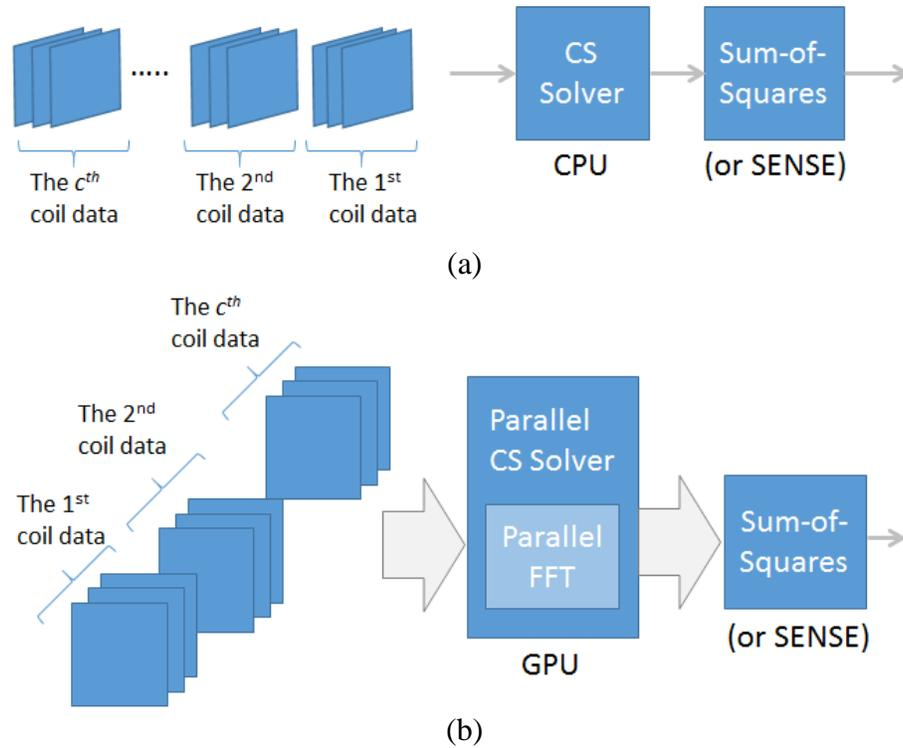 .....
CS
Solver
Sum-of-
Squares
The cᵗʰ
coil data
The 2ⁿᵈ
coil data
The 1ˢᵗ
coil data
CPU
(or SENSE)
(a)
The cᵗʰ
coil data
The 2ⁿᵈ
coil data
The 1ˢᵗ
coil data
Parallel
CS Solver
Parallel
FFT
GPU
Sum-of-
Squares
(or SENSE)
(b)